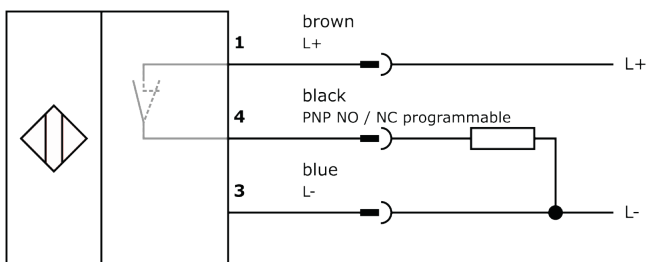 brown
1
L+
L+
black
4
PNP NO / NC programmable
blue
3
L-
L-